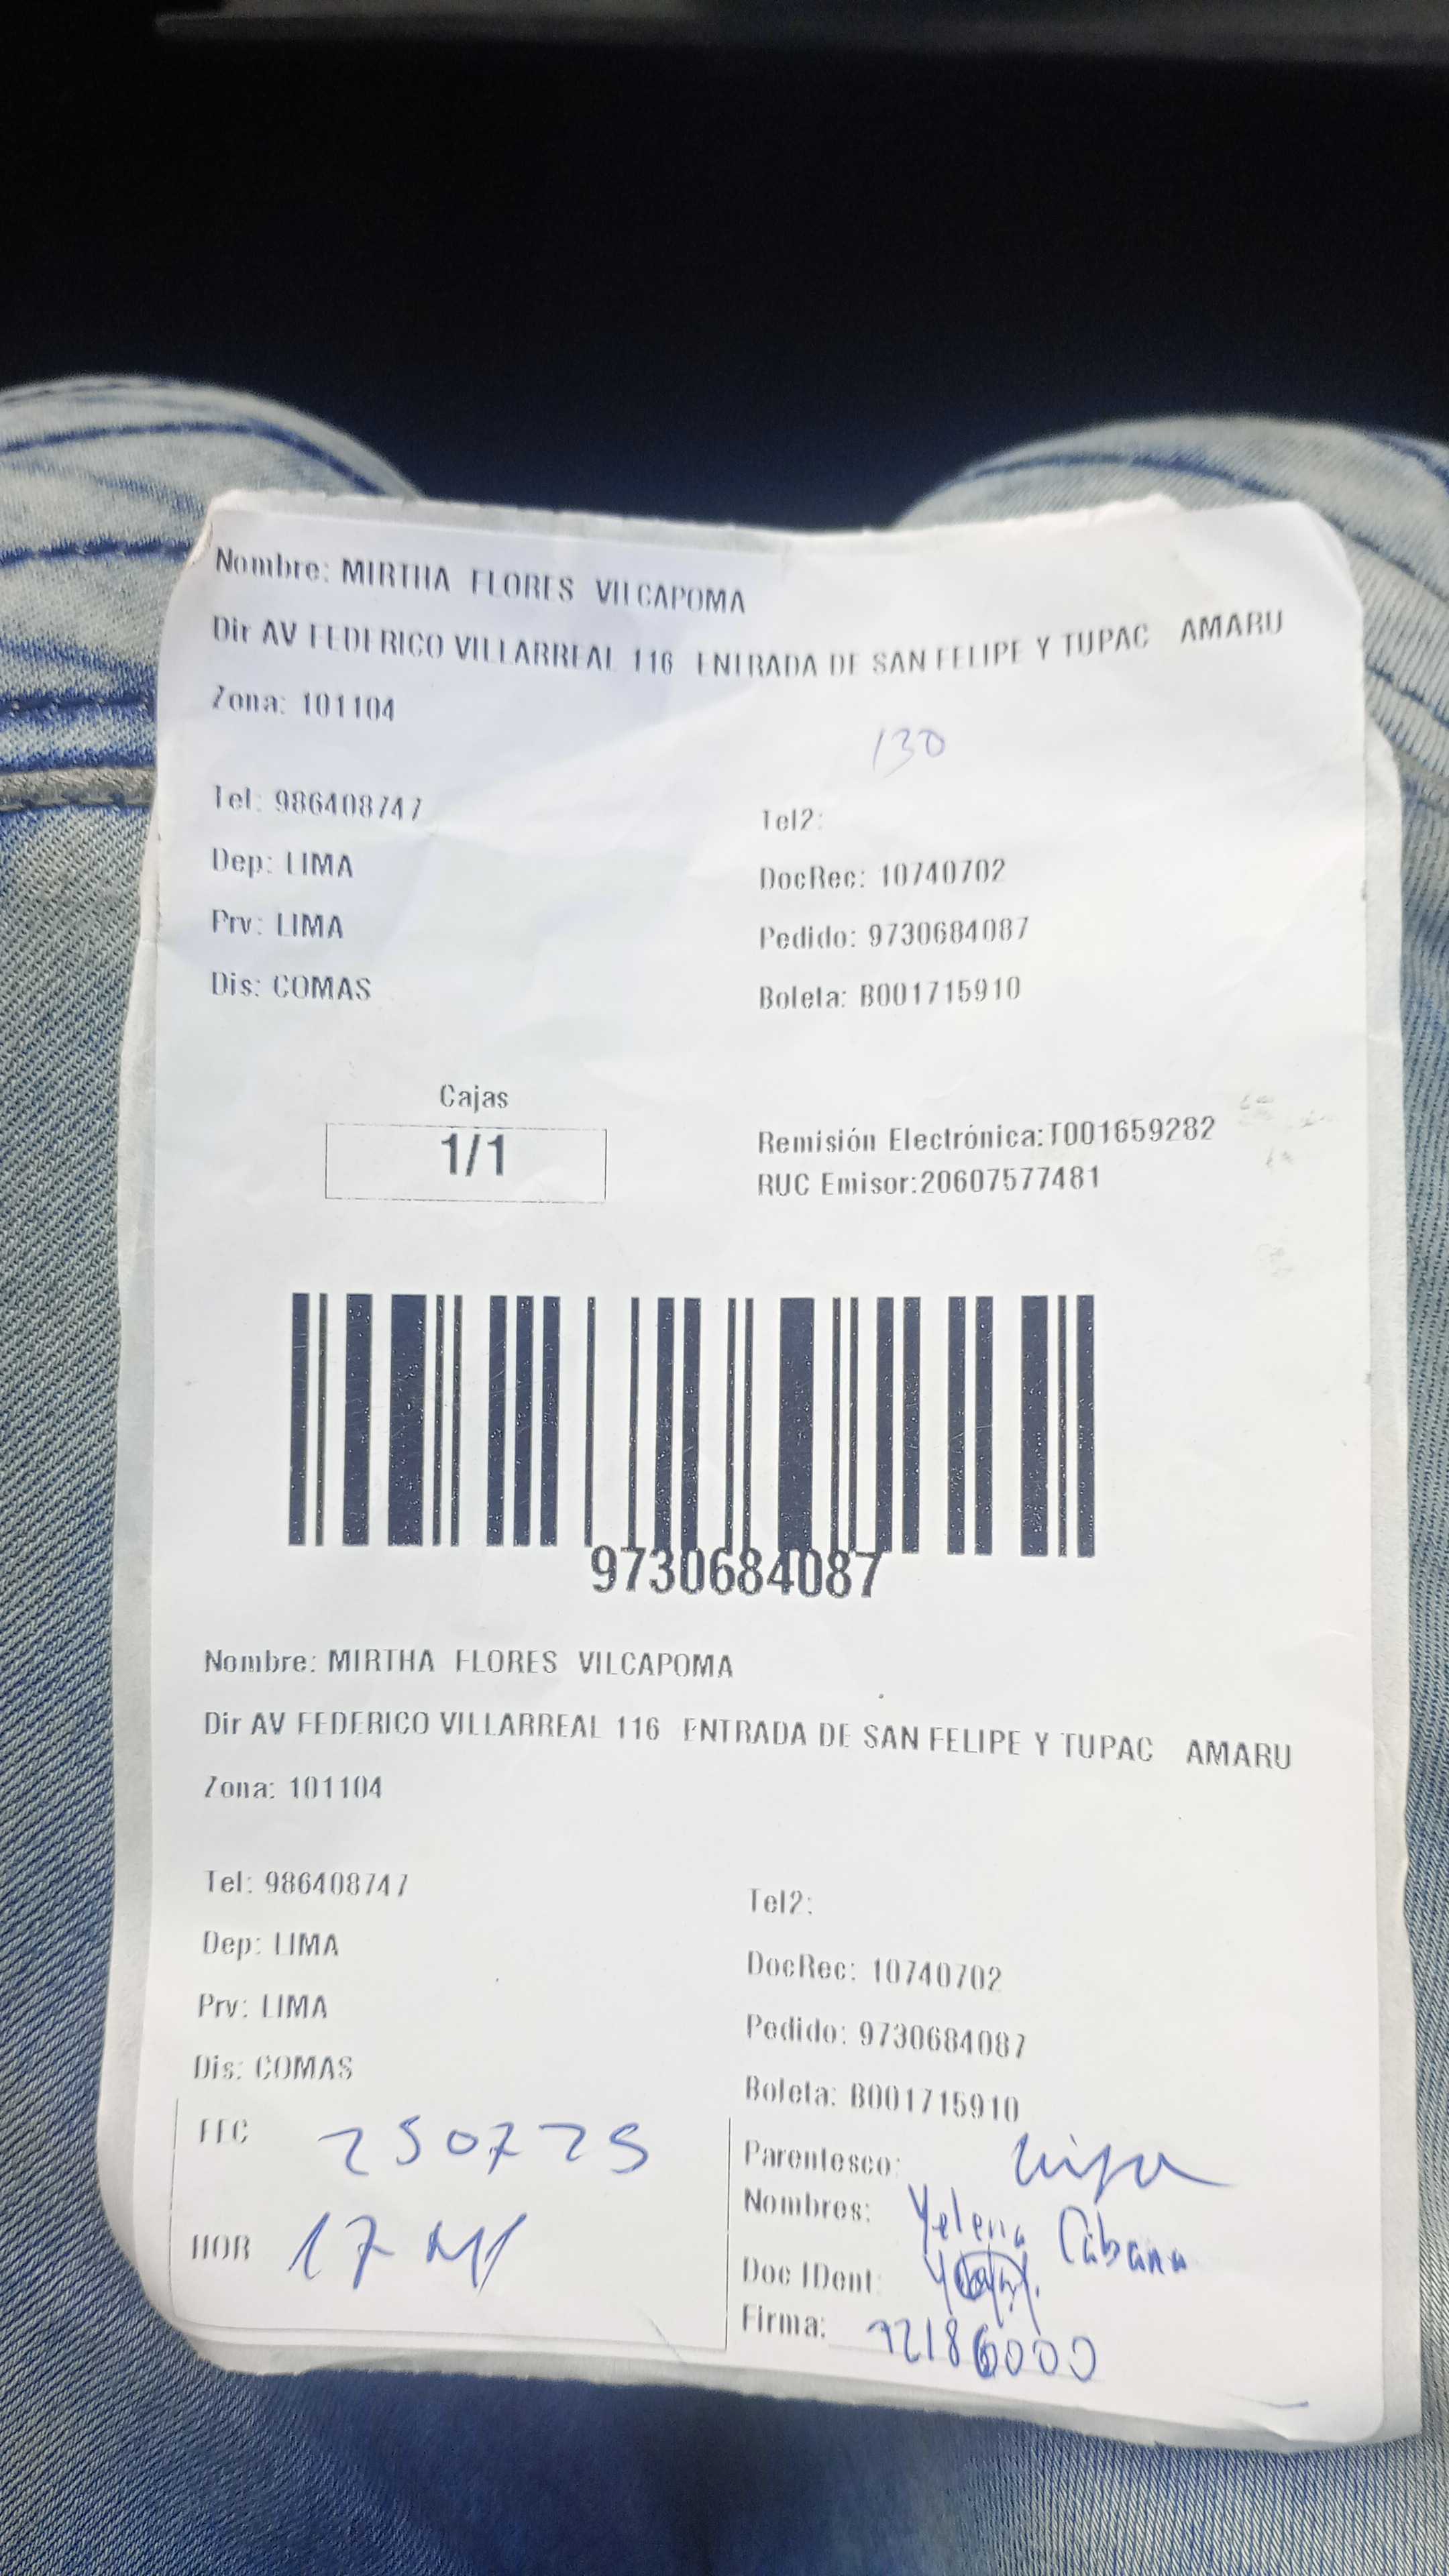 Nombre: MIRTHA FLORES VILCAPOMA
Dir AV FEDERICO VILLARREAL 116 ENTRADA DE SAN FELIPE Y TUPAC AMARU
Zona: 101104
130
Tel: 986408747
Tel2:
Dep: LIMA
DocRec: 10740702
Prv: LIMA
Pedido: 9730684087
Dis: COMAS
Boleta: B001715910
Cajas
1/1
Remisión Electrónica:T001659282
RUC Emisor:20607577481
9730684087
Nombre: MIRTHA FLORES VILCAPOMA
Dir AV FEDERICO VILLARREAL 116 ENTRADA DE SAN FELIPE Y TUPAC AMARU
Zona: 101104
Tel: 986408747
Tel2:
Dep: LIMA
DocRec: 10740702
Prv: LIMA
Pedido: 9730684087
Dis: COMAS
Boleta: B001715910
FEC 250725
Parentesco:
Nombres: Yelena Cabana
HOR 17
Doc IDent:
Firma: 72186000